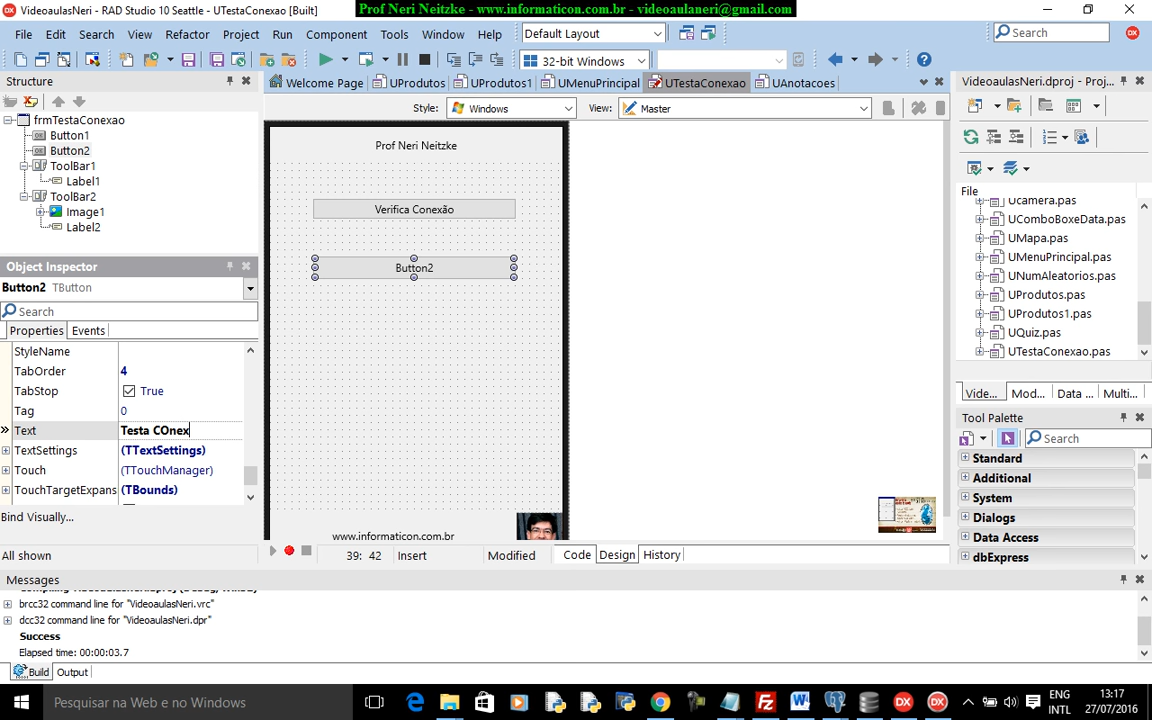 VideoaulasNeri - RAD Studio 10 Seattle - UTestaConexao [Built]
Prof Neri Neitzke - www.informaticon.com.br - videoaulaneri@gmail.com
File Edit Search View Refactor Project Run Component Tools Window Help
Default Layout
Search
32-bit Windows
Structure
Welcome Page UProdutos UProdutos1 UMenuPrincipal UTestaConexao UAnotacoes
VideoaulasNeri.dproj - Proj...
Style: Windows View: Master
frmTestaConexao
Button1
Button2
ToolBar1
Label1
ToolBar2
Image1
Label2
Object Inspector
Button2 TButton
Search
Properties Events
StyleName
TabOrder 4
TabStop True
Tag 0
Text Testa COnex
TextSettings (TTextSettings)
Touch (TTouchManager)
TouchTargetExpans (TBounds)
Bind Visually...
All shown
Prof Neri Neitzke
Verifica Conexão
Button2
www.informaticon.com.br
39: 42 Insert Modified Code Design History
File
Ucamera.pas
UComboBoxeData.pas
UMapa.pas
UMenuPrincipal.pas
UNumAleatorios.pas
UProdutos.pas
UProdutos1.pas
UQuiz.pas
UTestaConexao.pas
Vide... Mod... Data ... Multi...
Tool Palette
Search
Standard
Additional
System
Dialogs
Data Access
dbExpress
Messages
brcc32 command line for "VideoaulasNeri.vrc"
dcc32 command line for "VideoaulasNeri.dpr"
Success
Elapsed time: 00:00:03.7
Build Output
Pesquisar na Web e no Windows
ENG
INTL
13:17
27/07/2016